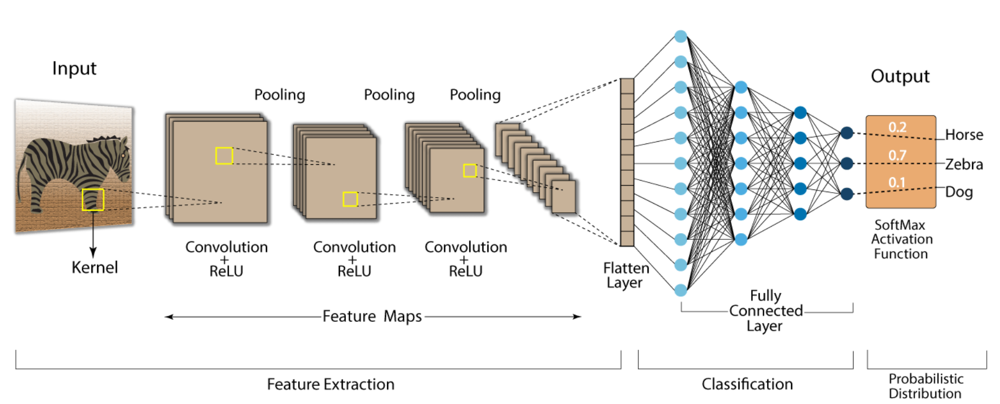 Input
Pooling
Pooling
Pooling
Output
0.2
Horse
0.7
Zebra
0.1
Dog
Kernel
Convolution
+
ReLU
Convolution
+
ReLU
Convolution
+
ReLU
Flatten
Layer
SoftMax
Activation
Function
Feature Maps
Fully
Connected
Layer
Feature Extraction
Classification
Probabilistic
Distribution